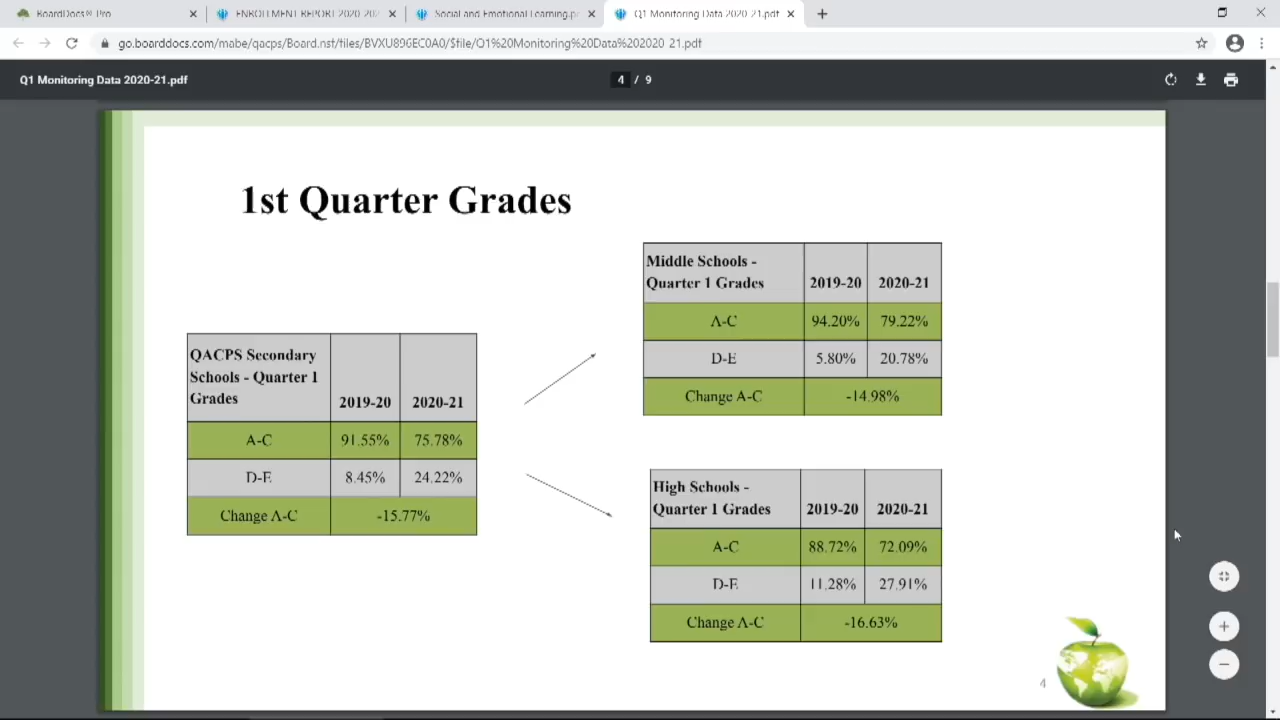 BoardDocs® Pro
ENROLLMENT REPORT 2020-202
Social and Emotional Learning.p
Q1 Monitoring Data 2020-21.pdf
go.boarddocs.com/mabe/qacps/Board.nsf/files/BVXU896EC0A0/$file/Q1%20Monitoring%20Data%202020 21.pdf
Q1 Monitoring Data 2020-21.pdf
4 / 9
1st Quarter Grades
QACPS Secondary
Schools - Quarter 1
Grades 2019-20 2020-21
A-C 91.55% 75.78%
D-E 8.45% 24.22%
Change A-C -15.77%
Middle Schools -
Quarter 1 Grades 2019-20 2020-21
A-C 94.20% 79.22%
D-E 5.80% 20.78%
Change A-C -14.98%
High Schools -
Quarter 1 Grades 2019-20 2020-21
A-C 88.72% 72.09%
D-E 11.28% 27.91%
Change A-C -16.63%
4